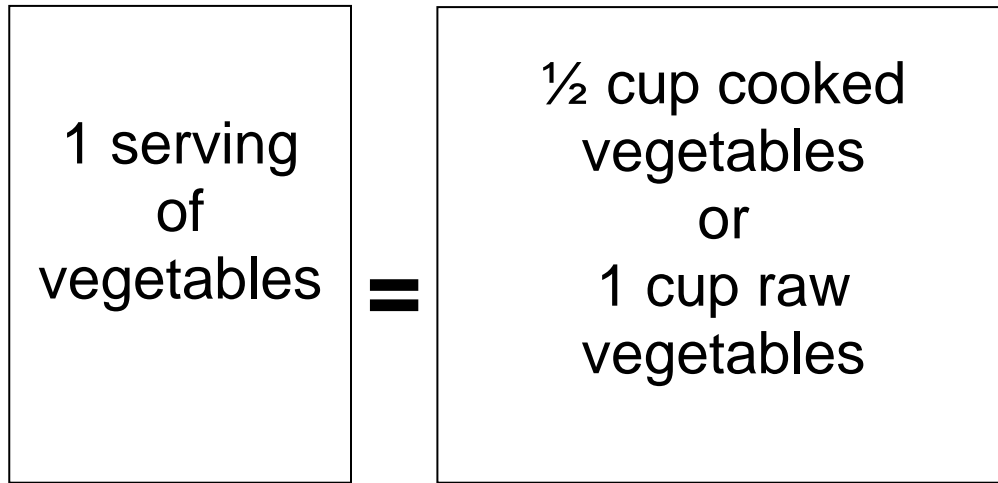 1 serving
of
vegetables
=
½ cup cooked
vegetables
or
1 cup raw
vegetables